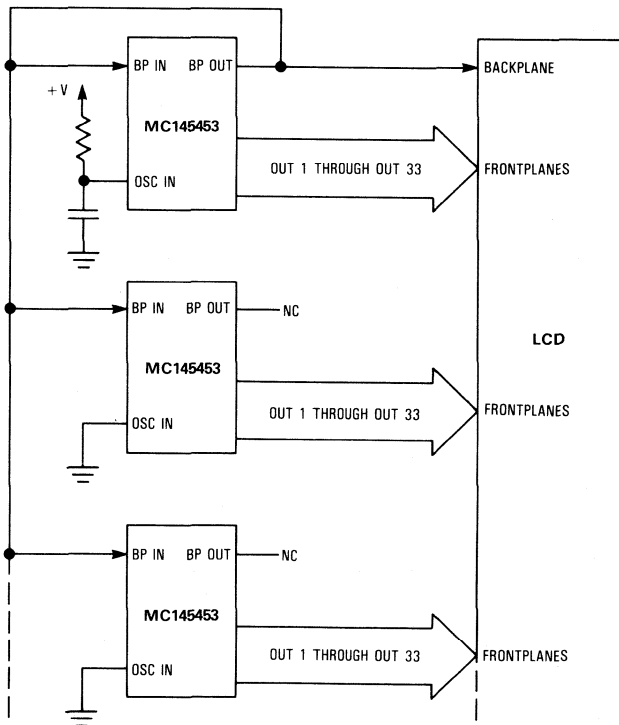 BP IN BP OUT
BACKPLANE
+V
MC145453
OUT 1 THROUGH OUT 33
FRONTPLANES
OSC IN
BP IN BP OUT
NC
LCD
MC145453
OUT 1 THROUGH OUT 33
FRONTPLANES
OSC IN
BP IN BP OUT
NC
MC145453
OUT 1 THROUGH OUT 33
FRONTPLANES
OSC IN